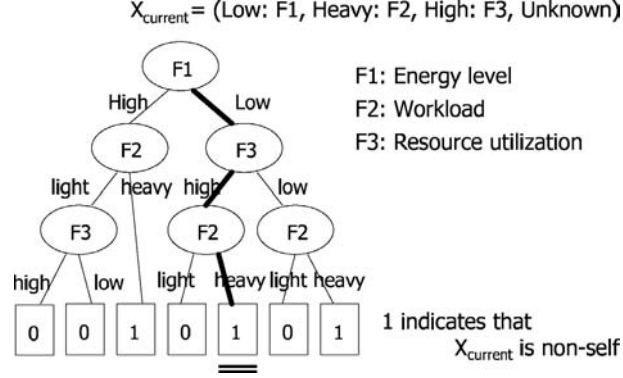 X current = (Low: F1, Heavy: F2, High: F3, Unknown)
F1
F1: Energy level
High Low
F2: Workload
F2 F3
F3: Resource utilization
light heavy high low
F3 F2 F2
high low light heavy light heavy
0 0 1 0 1 0 1
1 indicates that
X current is non-self